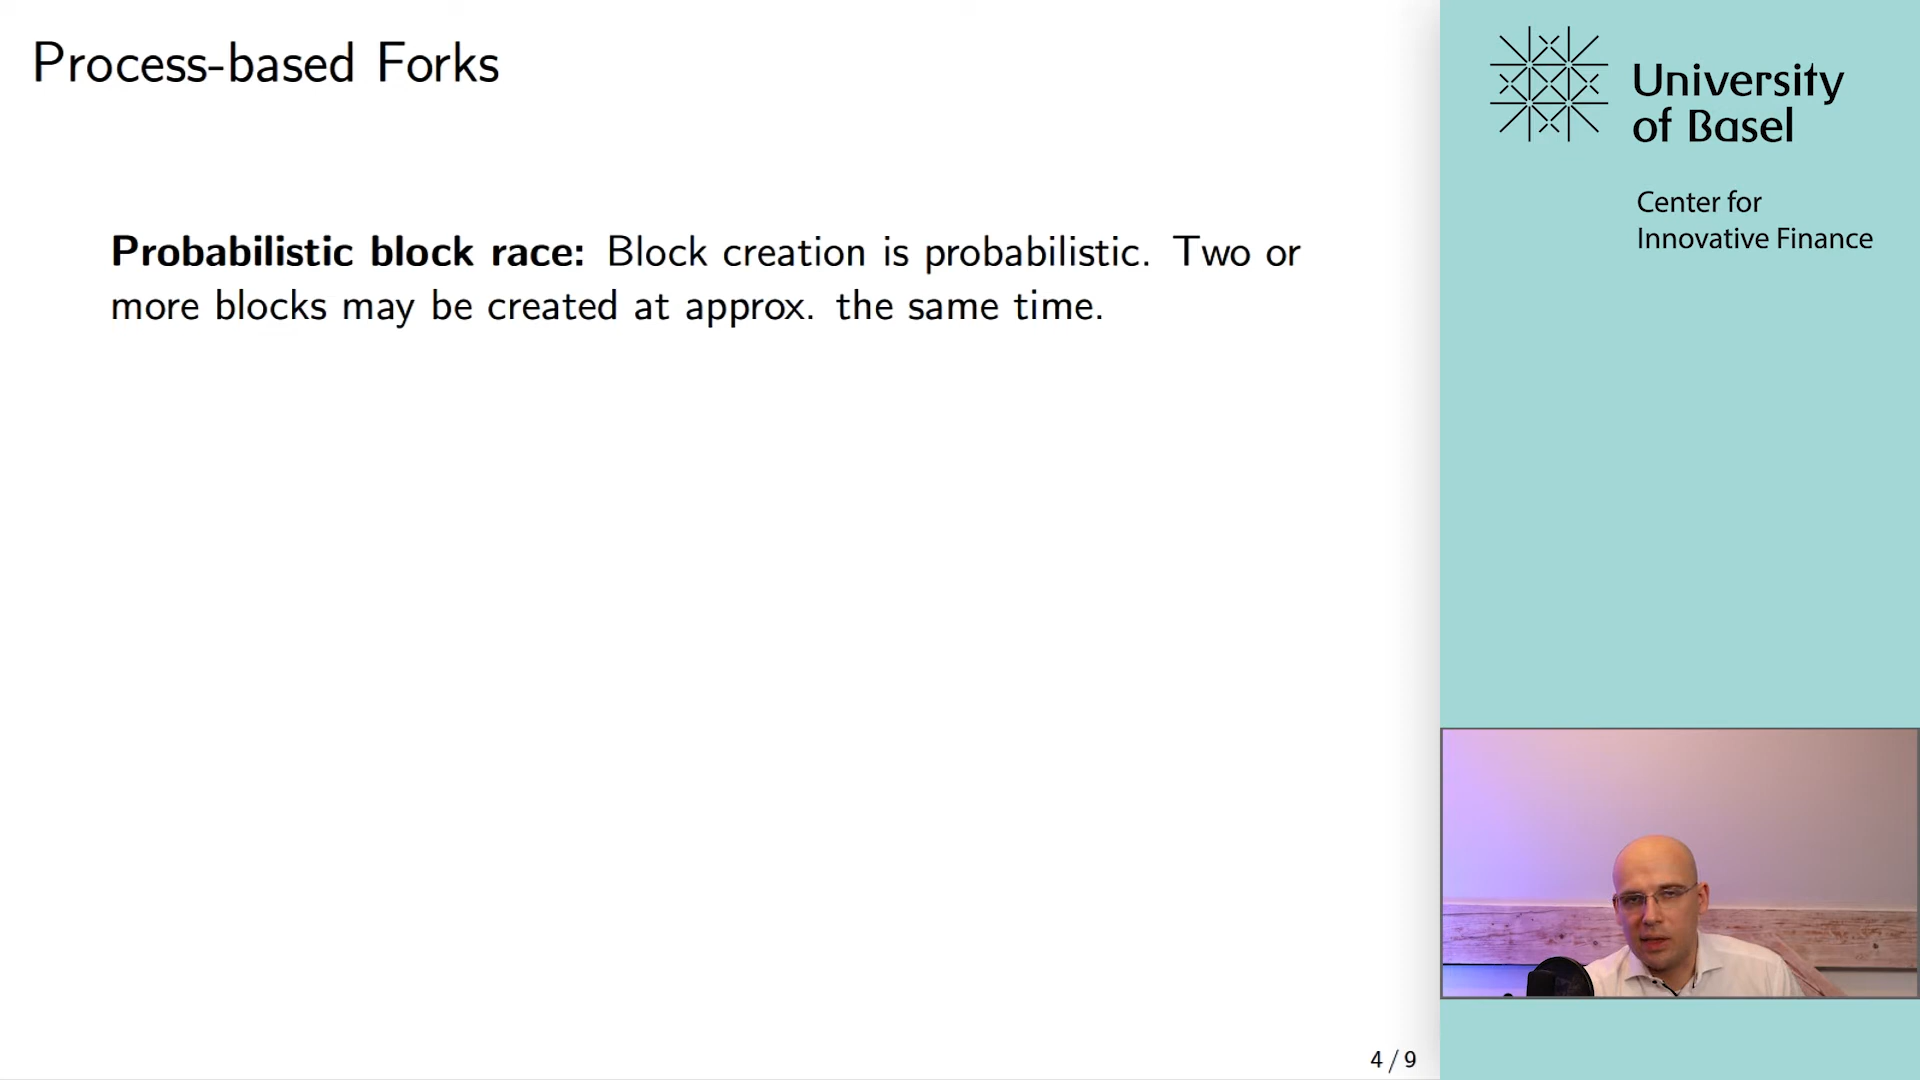 Process-based Forks
Probabilistic block race: Block creation is probabilistic. Two or
more blocks may be created at approx. the same time.
4 / 9
University
of Basel
Center for
Innovative Finance